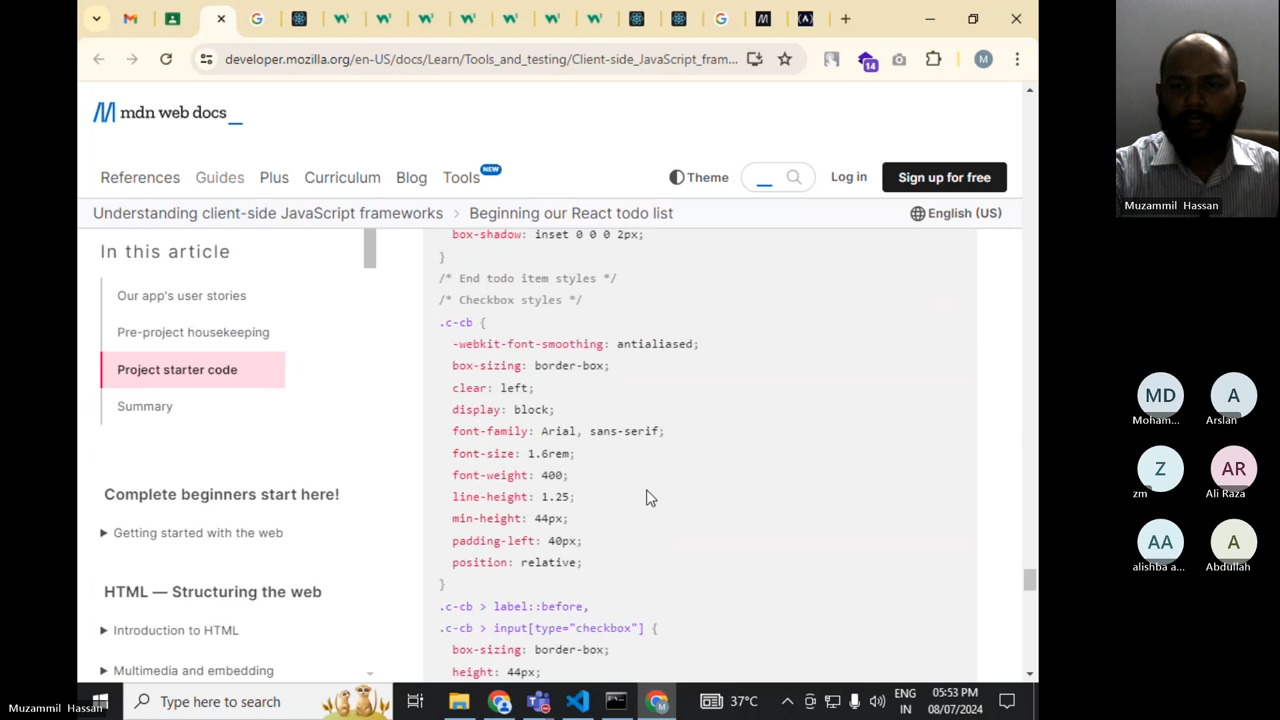 developer.mozilla.org/en-US/docs/Learn/Tools_and_testing/Client-side_JavaScript_fram...
14
M
mdn web docs_
References
Guides
Plus
Curriculum
Blog
Tools
NEW
Theme
Log in
Sign up for free
Understanding client-side JavaScript frameworks
Beginning our React todo list
English (US)
In this article
Our app's user stories
Pre-project housekeeping
Project starter code
Summary
Complete beginners start here!
Getting started with the web
HTML — Structuring the web
Introduction to HTML
Multimedia and embedding
box-shadow: inset 0 0 0 2px;
}
/* End todo item styles */
/* Checkbox styles */
.c-cb {
-webkit-font-smoothing: antialiased;
box-sizing: border-box;
clear: left;
display: block;
font-family: Arial, sans-serif;
font-size: 1.6rem;
font-weight: 400;
line-height: 1.25;
min-height: 44px;
padding-left: 40px;
position: relative;
}
.c-cb > label::before,
.c-cb > input[type="checkbox"] {
box-sizing: border-box;
height: 44px;
Muzammil Hassan
MD
Moham...
A
Arslan
Z
zm
AR
Ali Raza
AA
alishba a...
A
Abdullah
Type here to search
37°C
ENG
IN
05:53 PM
08/07/2024
Muzammil Hassan